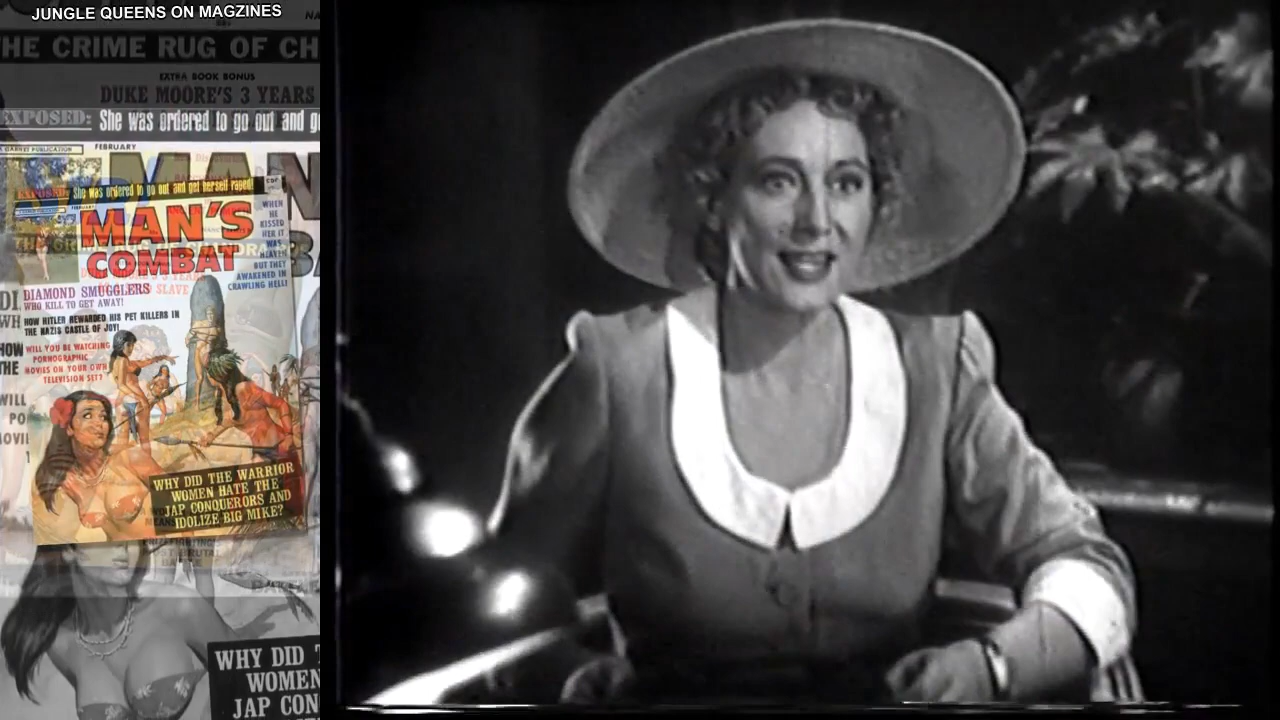 JUNGLE QUEENS ON MAGZINES
THE CRIME RUG OF CH
EXTRA BOOK BONUS
DUKE MOORE'S 3 YEARS
EXPOSED: She was ordered to go out and g
FEBRUARY
MAN
EXPOSED: She was ordered to go out and get herself raped!
MAN'S
COMBAT
WHEN
HE
KISSED
HER IT
WAS
HEAVEN
BUT THEY
AWAKENED IN
CRAWLING HELL!
DIAMOND SMUGGLERS
WHO KILL TO GET AWAY!
HOW HITLER REWARDED HIS PET KILLERS IN
THE NAZIS CASTLE OF JOY!
WILL YOU BE WATCHING
PORNOGRAPHIC
MOVIES ON YOUR OWN
TELEVISION SET?
WHY DID THE WARRIOR
WOMEN HATE THE
JAP CONQUERORS AND
IDOLIZE BIG MIKE?
WHY DID T
WOMEN
JAP CON